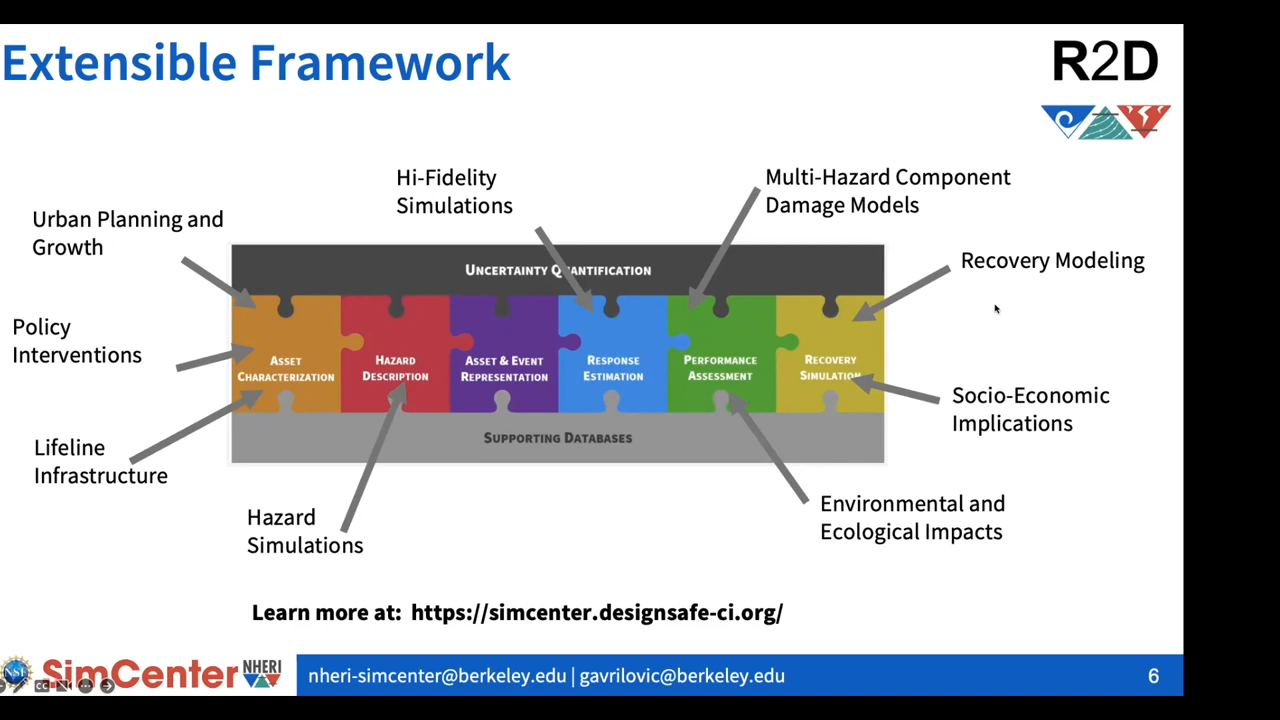 Extensible Framework
R2D
Hi-Fidelity
Simulations
Multi-Hazard Component
Damage Models
Urban Planning and
Growth
Recovery Modeling
UNCERTAINTY QUANTIFICATION
Policy
Interventions
ASSET
CHARACTERIZATION
HAZARD
DESCRIPTION
ASSET & EVENT
REPRESENTATION
RESPONSE
ESTIMATION
PERFORMANCE
ASSESSMENT
RECOVERY
SIMULATION
Socio-Economic
Implications
SUPPORTING DATABASES
Lifeline
Infrastructure
Hazard
Simulations
Environmental and
Ecological Impacts
Learn more at: https://simcenter.designsafe-ci.org/
NSF
SimCenter
NHERI
CC
nheri-simcenter@berkeley.edu | gavrilovic@berkeley.edu
6